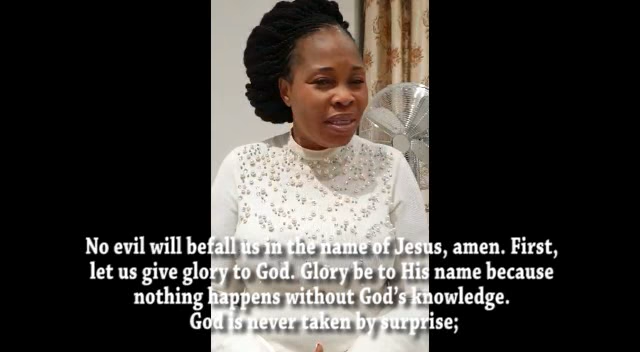 No evil will befall us in the name of Jesus, amen. First,
let us give glory to God. Glory be to His name because
nothing happens without God's knowledge.
God is never taken by surprise;